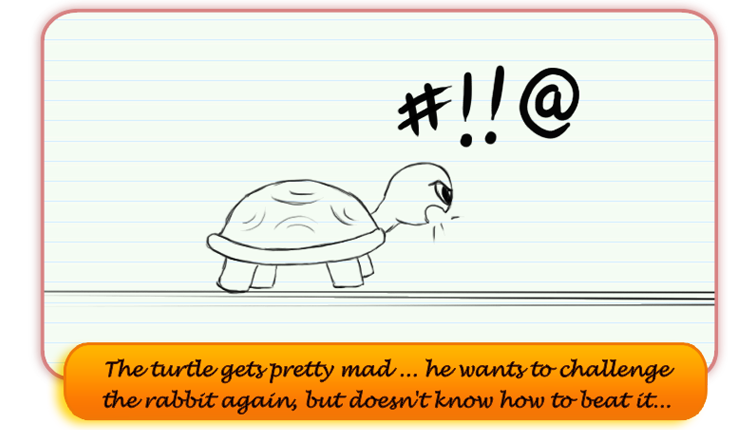 #!!@
The turtle gets pretty mad ... he wants to challenge
the rabbit again, but doesn't know how to beat it...